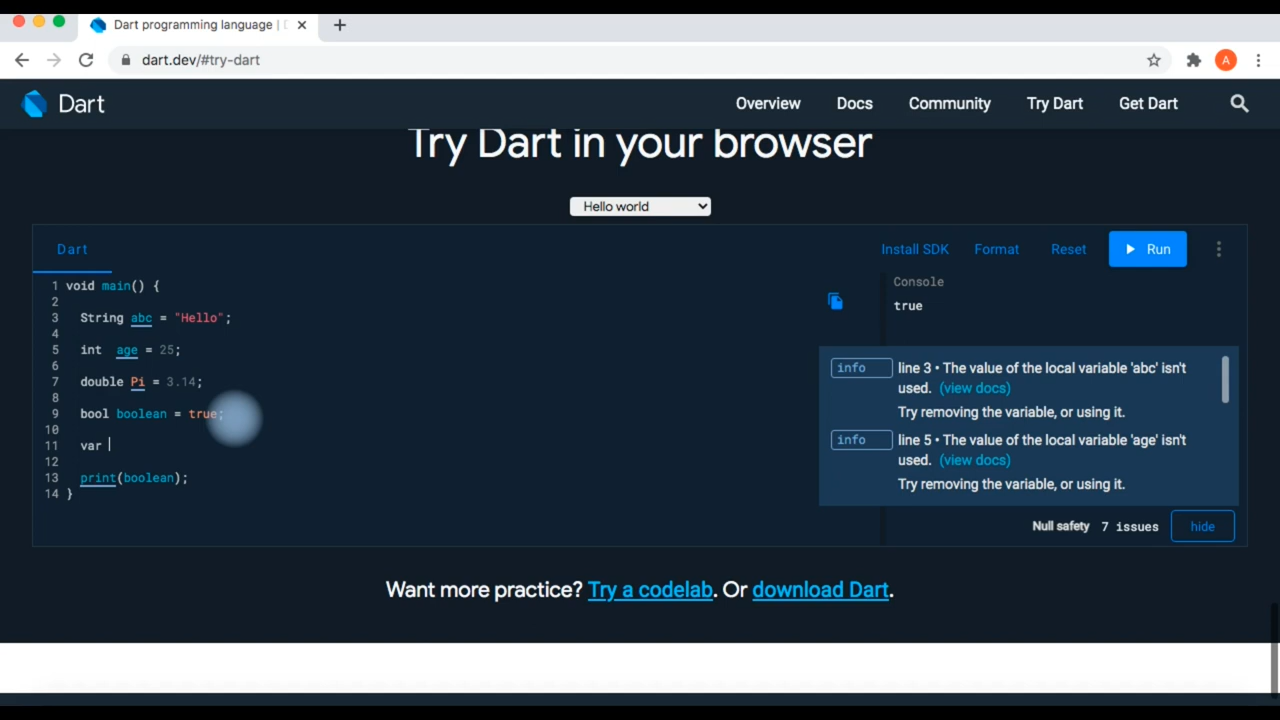 Dart programming language | D
dart.dev/#try-dart
A
Dart
Overview Docs Community Try Dart Get Dart
Try Dart in your browser
Hello world
Dart
Install SDK Format Reset Run
1 void main() {
2
3 String abc = "Hello";
4
5 int age = 25;
6
7 double Pi = 3.14;
8
9 bool boolean = true;
10
11 var
12
13 print(boolean);
14 }
Console
true
info line 3 • The value of the local variable 'abc' isn't
used. (view docs)
Try removing the variable, or using it.
info line 5 • The value of the local variable 'age' isn't
used. (view docs)
Try removing the variable, or using it.
Null safety 7 issues hide
Want more practice? Try a codelab. Or download Dart.